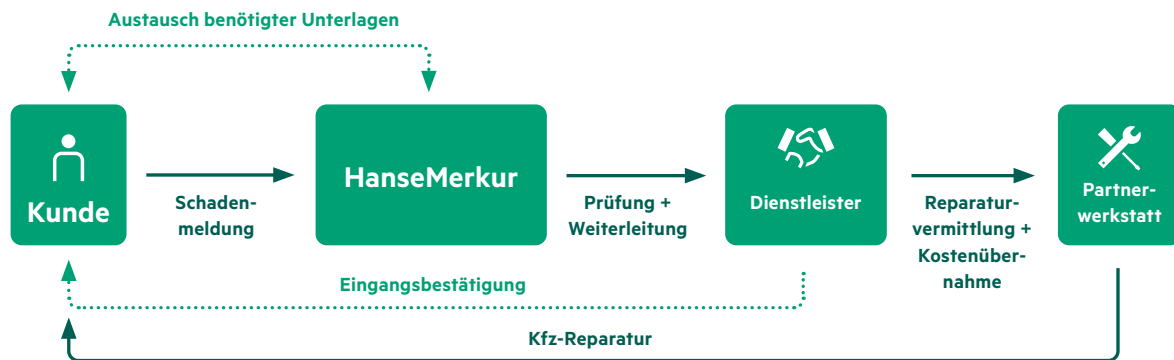 Austausch benötigter Unterlagen
Kunde
Schaden-
meldung
HanseMerkur
Prüfung +
Weiterleitung
Dienstleister
Reparatur-
vermittlung +
Kostenüber-
nahme
Partner-
werkstatt
Eingangsbestätigung
Kfz-Reparatur